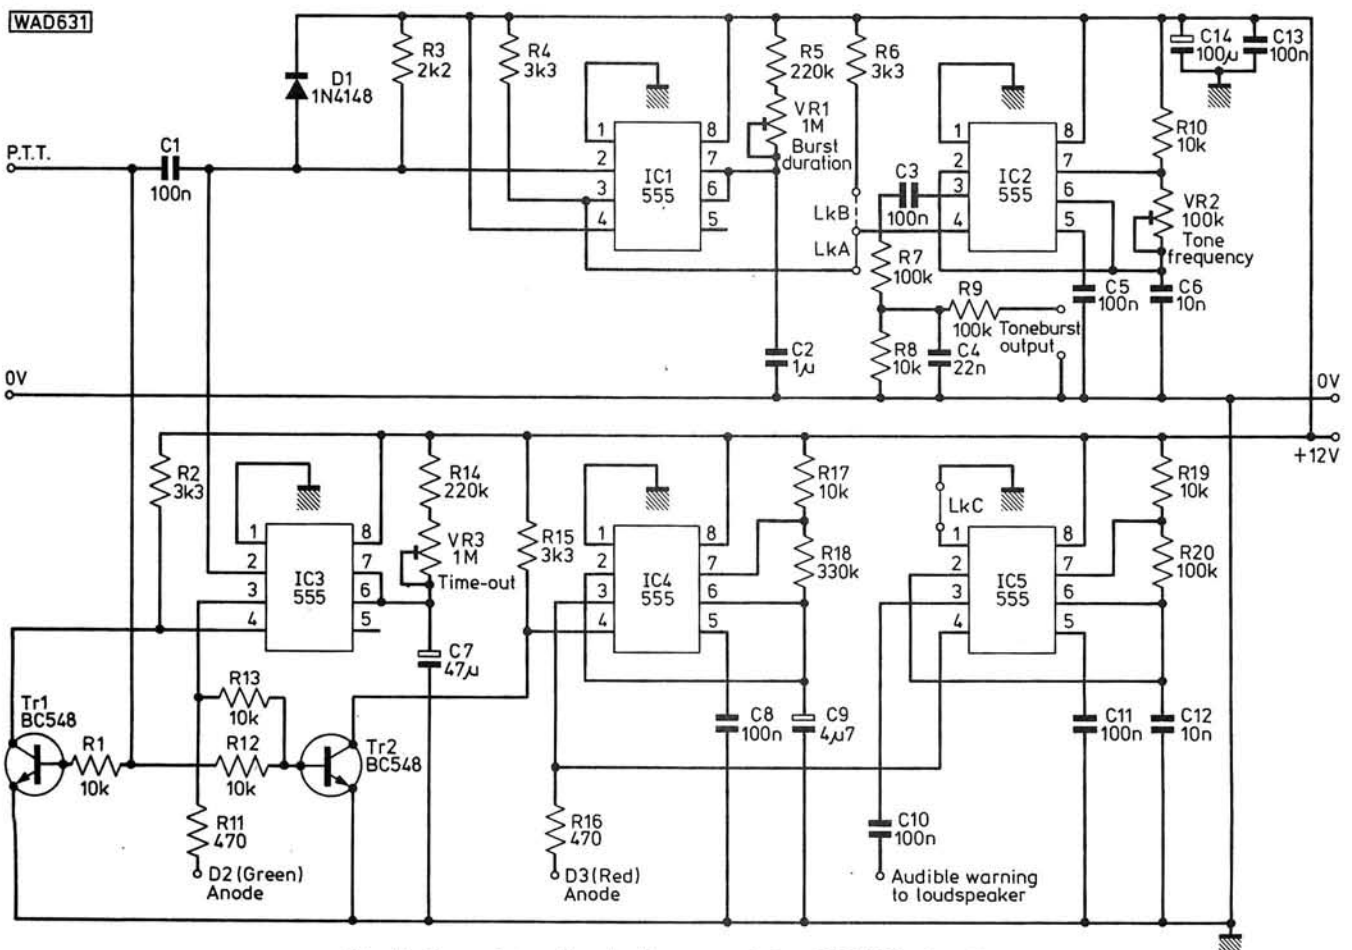 WAD631
P.T.T.
C1
100n
D1
1N4148
R3
2k2
R4
3k3
1
2
3
4
8
7
6
5
IC1
555
R5
220k
VR1
1M
Burst
duration
C2
1µ
R6
3k3
LkB
LkA
C3
100n
R7
100k
R8
10k
C4
22n
R9
100k
Toneburst
output
1
2
3
4
8
7
6
5
IC2
555
C5
100n
C6
10n
R10
10k
VR2
100k
Tone
frequency
C14
100µ
C13
100n
0V
0V
+12V
R2
3k3
1
2
3
4
8
7
6
5
IC3
555
R14
220k
VR3
1M
Time-out
C7
47µ
R13
10k
R12
10k
Tr1
BC548
R1
10k
Tr2
BC548
R11
470
D2 (Green)
Anode
R15
3k3
1
2
3
4
8
7
6
5
IC4
555
R17
10k
R18
330k
C8
100n
C9
4µ7
R16
470
D3 (Red)
Anode
LkC
1
2
3
4
8
7
6
5
IC5
555
R19
10k
R20
100k
C11
100n
C12
10n
C10
100n
Audible warning
to loudspeaker